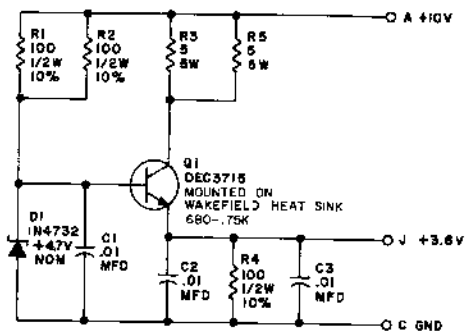 R1
100
1/2W
10%
R2
100
1/2W
10%
R3
5
5W
R5
5
5W
A +10V
Q1
DEC3715
MOUNTED ON
WAKEFIELD HEAT SINK
680-.75K
D1
1N4732
+4.7V
NOM
C1
.01
MFD
C2
.01
MFD
R4
100
1/2W
10%
C3
.01
MFD
J +3.6V
C GND